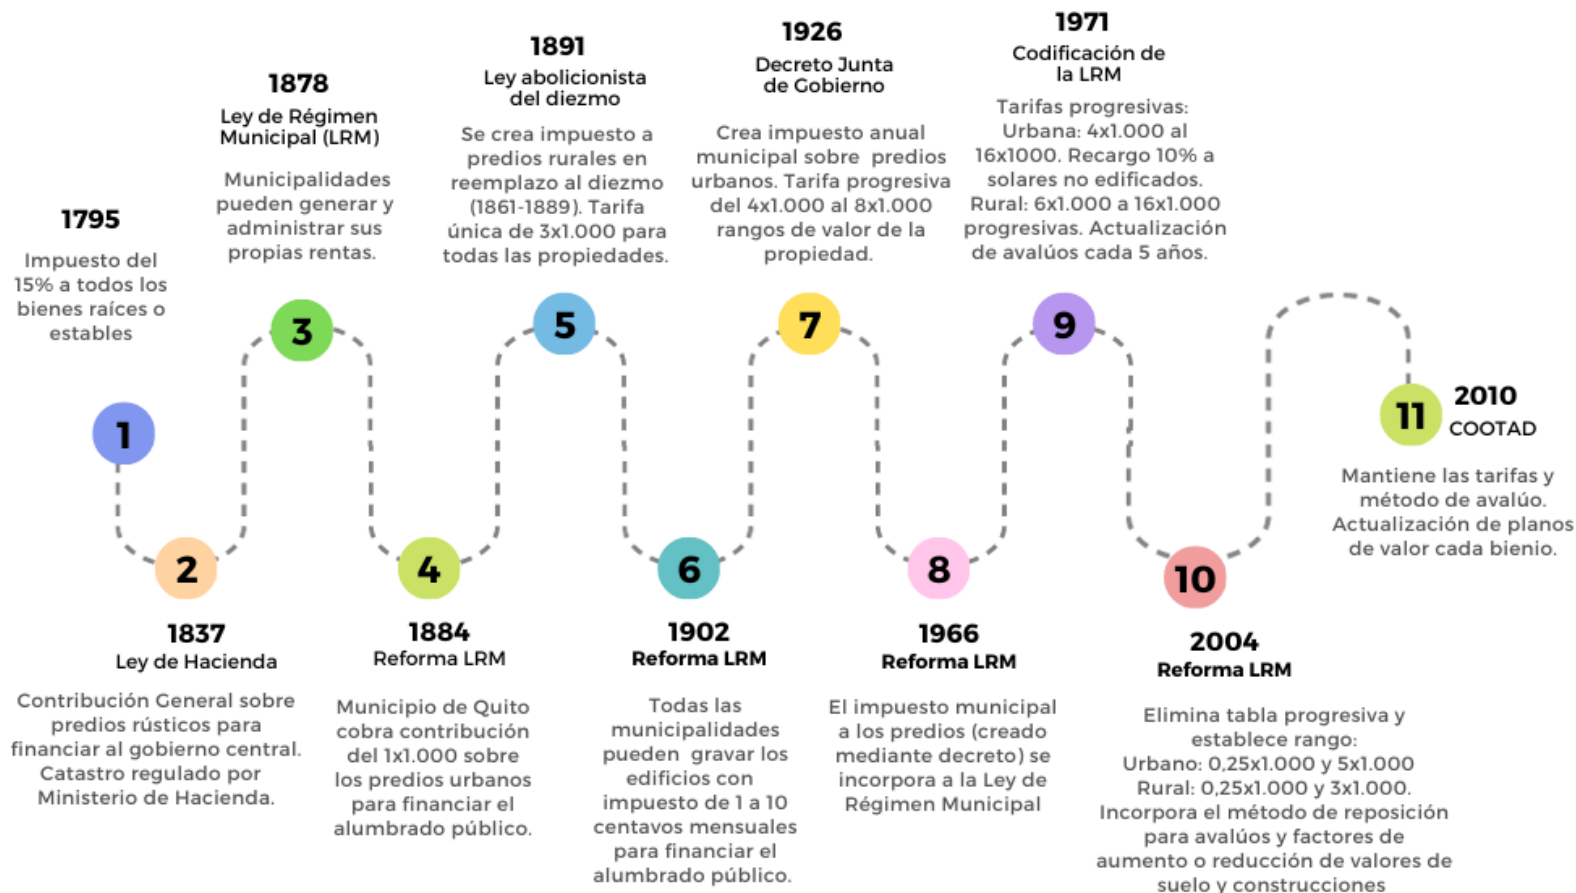 1795
Impuesto del
15% a todos los
bienes raíces o
estables
1
2
1837
Ley de Hacienda
Contribución General sobre
predios rústicos para
financiar al gobierno central.
Catastro regulado por
Ministerio de Hacienda.
1878
Ley de Régimen
Municipal (LRM)
Municipalidades
pueden generar y
administrar sus
propias rentas.
3
4
1884
Reforma LRM
Municipio de Quito
cobra contribución
del 1x1.000 sobre
los predios urbanos
para financiar el
alumbrado público.
1891
Ley abolicionista
del diezmo
Se crea impuesto a
predios rurales en
reemplazo al diezmo
(1861-1889). Tarifa
única de 3x1.000 para
todas las propiedades.
5
6
1902
Reforma LRM
Todas las
municipalidades
pueden gravar los
edificios con
impuesto de 1 a 10
centavos mensuales
para financiar el
alumbrado público.
1926
Decreto Junta
de Gobierno
Crea impuesto anual
municipal sobre predios
urbanos. Tarifa progresiva
del 4x1.000 al 8x1.000
rangos de valor de la
propiedad.
7
8
1966
Reforma LRM
El impuesto municipal
a los predios (creado
mediante decreto) se
incorpora a la Ley de
Régimen Municipal
1971
Codificación de
la LRM
Tarifas progresivas:
Urbana: 4x1.000 al
16x1000. Recargo 10% a
solares no edificados.
Rural: 6x1.000 a 16x1.000
progresivas. Actualización
de avalúos cada 5 años.
9
10
2004
Reforma LRM
Elimina tabla progresiva y
establece rango:
Urbano: 0,25x1.000 y 5x1.000
Rural: 0,25x1.000 y 3x1.000.
Incorpora el método de reposición
para avalúos y factores de
aumento o reducción de valores de
suelo y construcciones
11
2010
COOTAD
Mantiene las tarifas y
método de avalúo.
Actualización de planos
de valor cada bienio.